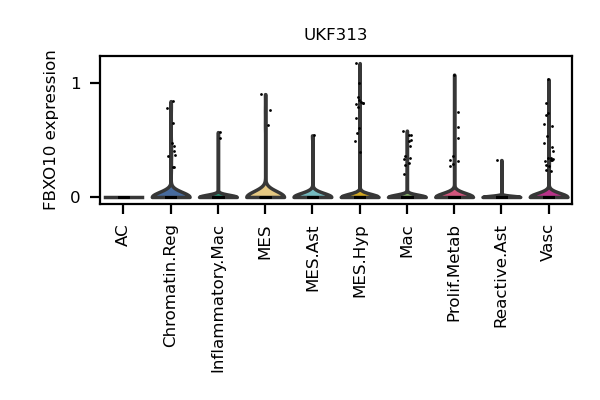 UKF313
FBXO10 expression
1
0
AC
Chromatin.Reg
Inflammatory.Mac
MES
MES.Ast
MES.Hyp
Mac
Prolif.Metab
Reactive.Ast
Vasc